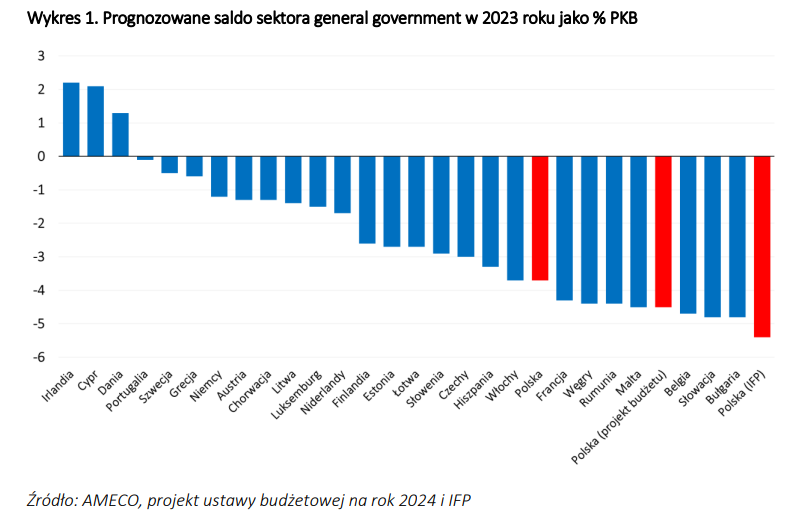 Wykres 1. Prognozowane saldo sektora general government w 2023 roku jako % PKB
3
2
1
0
-1
-2
-3
-4
-5
-6
Irlandia
Cypr
Dania
Portugalia
Szwecja
Grecja
Niemcy
Austria
Chorwacja
Litwa
Luksemburg
Niderlandy
Finlandia
Estonia
Łotwa
Słowenia
Czechy
Hiszpania
Włochy
Polska
Francja
Węgry
Rumunia
Malta
Polska (projekt budżetu)
Belgia
Słowacja
Bułgaria
Polska (IFP)
Źródło: AMECO, projekt ustawy budżetowej na rok 2024 i IFP